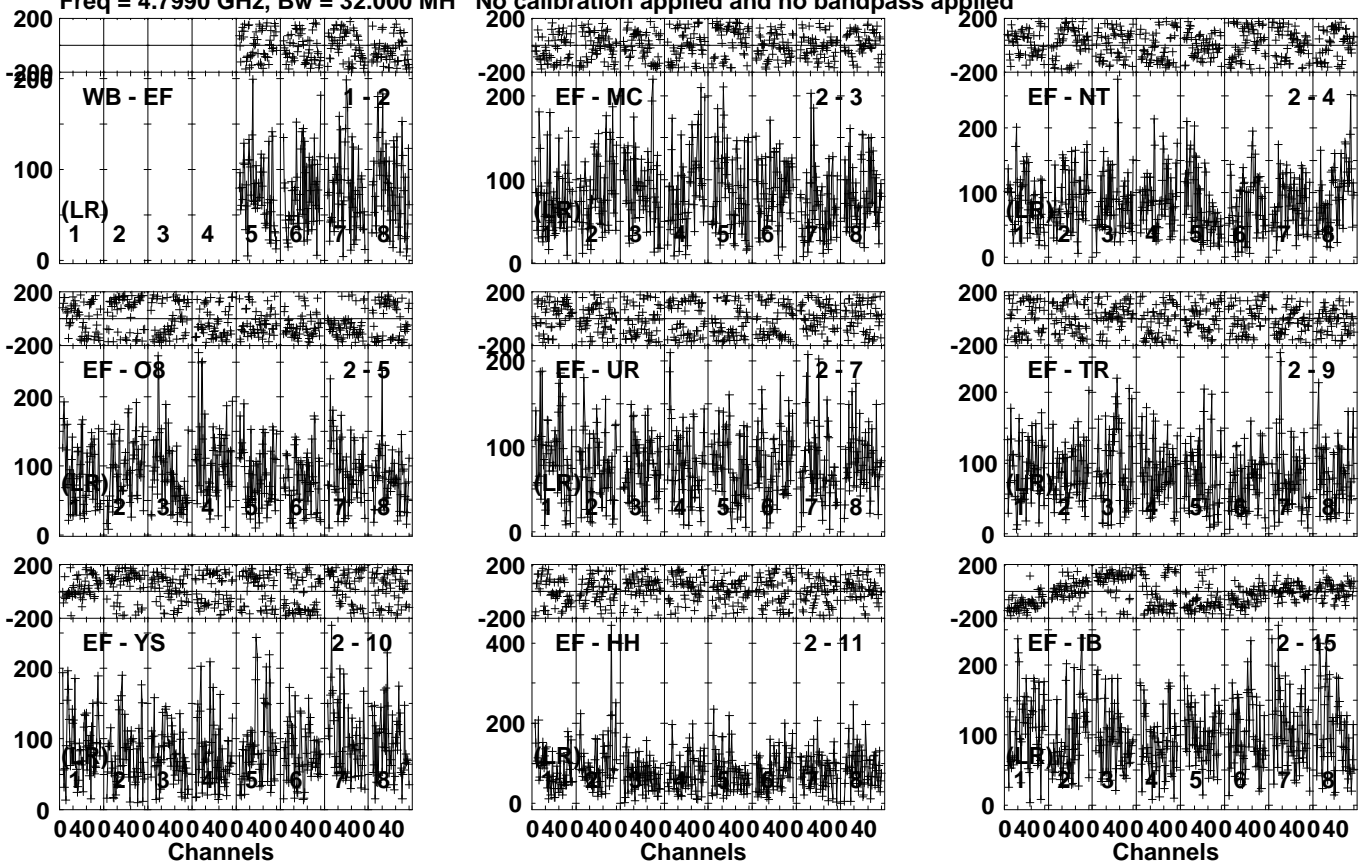 Freq = 4.7990 GHz, Bw = 32.000 MH No calibration applied and no bandpass applied
200
-200
200
100
0
WB - EF 1 - 2
(LR)
1 2 3 4 5 6 7 8
200
-200
200
100
0
EF - MC 2 - 3
(LR)
1 2 3 4 5 6 7 8
200
-200
200
100
0
EF - NT 2 - 4
(LR)
1 2 3 4 5 6 7 8
200
-200
200
100
0
EF - O8 2 - 5
(LR)
1 2 3 4 5 6 7 8
200
-200
200
100
0
EF - UR 2 - 7
(LR)
1 2 3 4 5 6 7 8
200
-200
200
100
0
EF - TR 2 - 9
(LR)
1 2 3 4 5 6 7 8
200
-200
200
100
0
EF - YS 2 - 10
(LR)
1 2 3 4 5 6 7 8
200
-200
400
200
0
EF - HH 2 - 11
(LR)
1 2 3 4 5 6 7 8
200
-200
200
100
0
EF - IB 2 - 15
(LR)
1 2 3 4 5 6 7 8
0 40 0 40 0 40 0 40 0 40 0 40 0 40 0 40
Channels
0 40 0 40 0 40 0 40 0 40 0 40 0 40 0 40
Channels
0 40 0 40 0 40 0 40 0 40 0 40 0 40 0 40
Channels